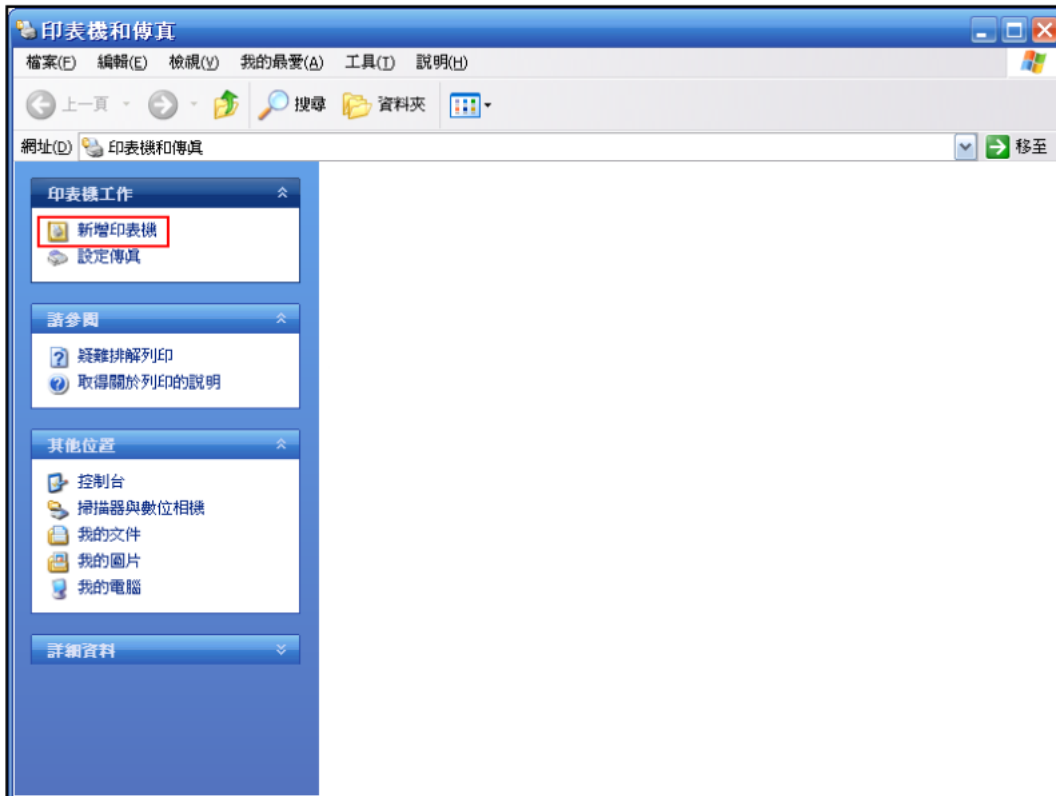 印表機和傳真
檔案(F) 編輯(E) 檢視(V) 我的最愛(A) 工具(T) 說明(H)
上一頁 搜尋 資料夾
網址(D) 印表機和傳真 移至
印表機工作
新增印表機
設定傳真
請參閱
疑難排解列印
取得關於列印的說明
其他位置
控制台
掃描器與數位相機
我的文件
我的圖片
我的電腦
詳細資料